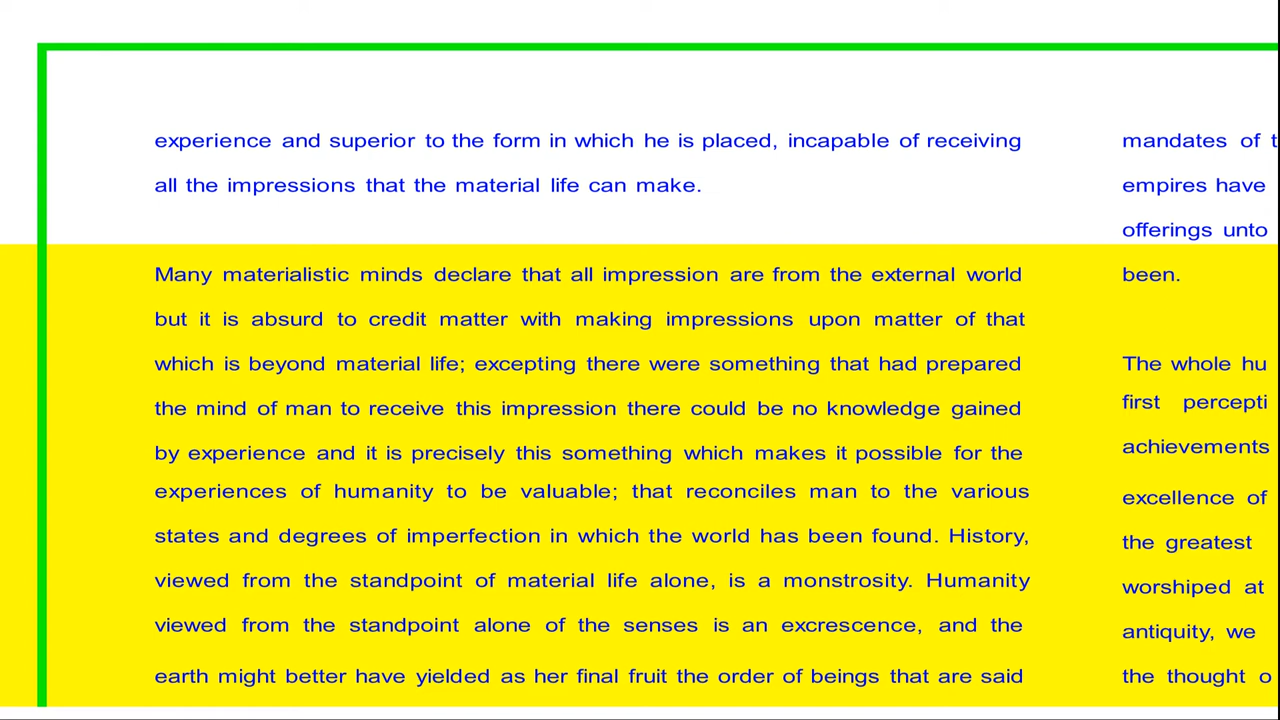 experience and superior to the form in which he is placed, incapable of receiving
all the impressions that the material life can make.
Many materialistic minds declare that all impression are from the external world
but it is absurd to credit matter with making impressions upon matter of that
which is beyond material life; excepting there were something that had prepared
the mind of man to receive this impression there could be no knowledge gained
by experience and it is precisely this something which makes it possible for the
experiences of humanity to be valuable; that reconciles man to the various
states and degrees of imperfection in which the world has been found. History,
viewed from the standpoint of material life alone, is a monstrosity. Humanity
viewed from the standpoint alone of the senses is an excrescence, and the
earth might better have yielded as her final fruit the order of beings that are said
mandates of
empires have
offerings unto
been.
The whole
first
achievements
excellence of
the greatest
worshiped at
antiquity, we
the thought